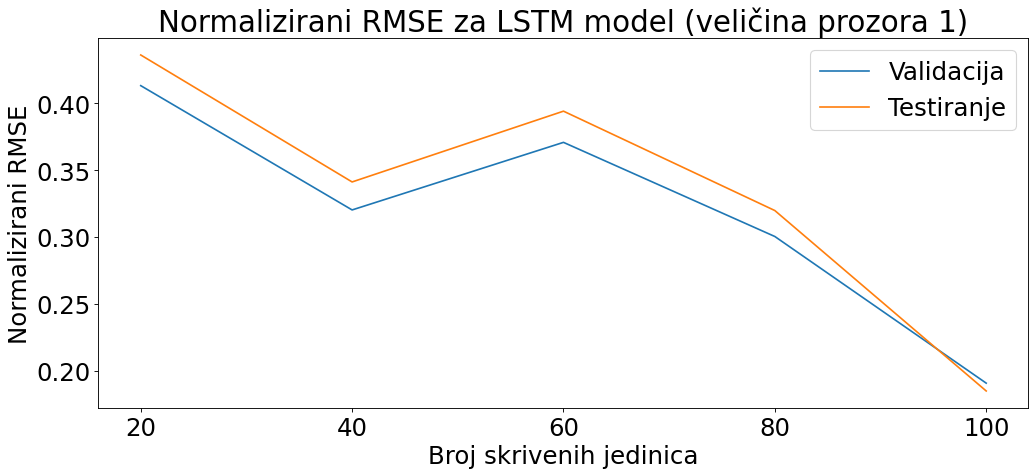 Normalizirani RMSE za LSTM model (veličina prozora 1)
Validacija
Testiranje
Normalizirani RMSE
0.40
0.35
0.30
0.25
0.20
20 40 60 80 100
Broj skrivenih jedinica